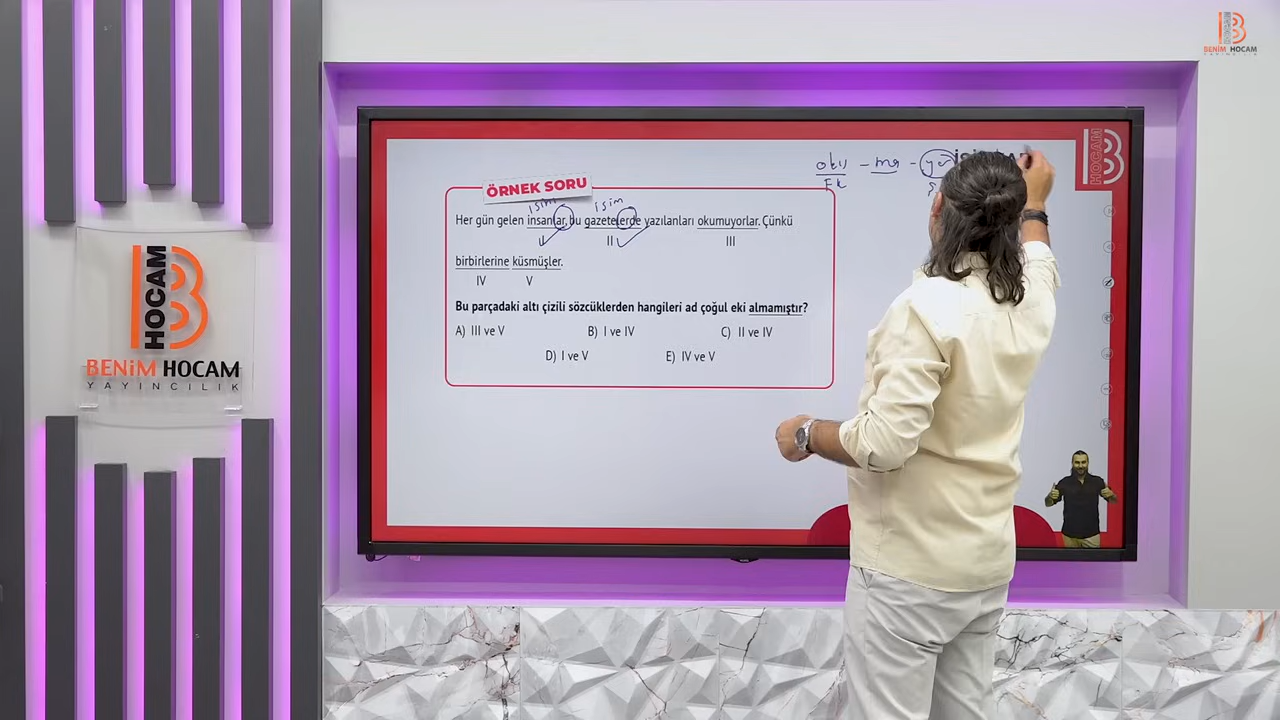 BENİM HOCAM
YAYINCILIK
HOCAM
oku - ma -
ÖRNEK SORU
isim isim
Her gün gelen insanlar, bu gazetelerde yazılanları okumuyorlar. Çünkü
II III
birbirlerine küsmüşler.
IV V
Bu parçadaki altı çizili sözcüklerden hangileri ad çoğul eki almamıştır?
A) III ve V B) I ve IV C) II ve IV
D) I ve V E) IV ve V
HOCAM
BENiM HOCAM
YAYINCILIK